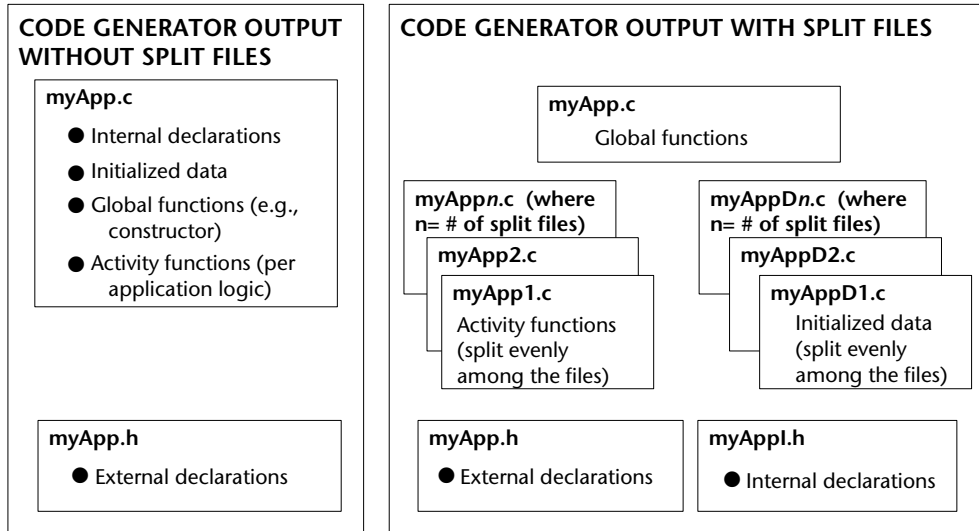 CODE GENERATOR OUTPUT
WITHOUT SPLIT FILES
myApp.c
● Internal declarations
● Initialized data
● Global functions (e.g.,
constructor)
● Activity functions (per
application logic)
myApp.h
● External declarations
CODE GENERATOR OUTPUT WITH SPLIT FILES
myApp.c
Global functions
myAppn.c (where
n= # of split files)
myApp2.c
myApp1.c
Activity functions
(split evenly
among the files)
myAppDn.c (where
n= # of split files)
myAppD2.c
myAppD1.c
Initialized data
(split evenly
among the files)
myApp.h
● External declarations
myAppI.h
● Internal declarations